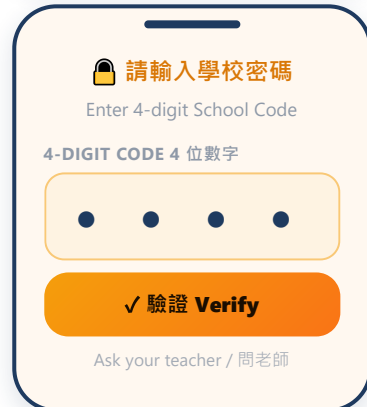 🔒 請輸入學校密碼
Enter 4-digit School Code
4-DIGIT CODE 4 位數字
● ● ● ●
✓ 驗證 Verify
Ask your teacher / 問老師